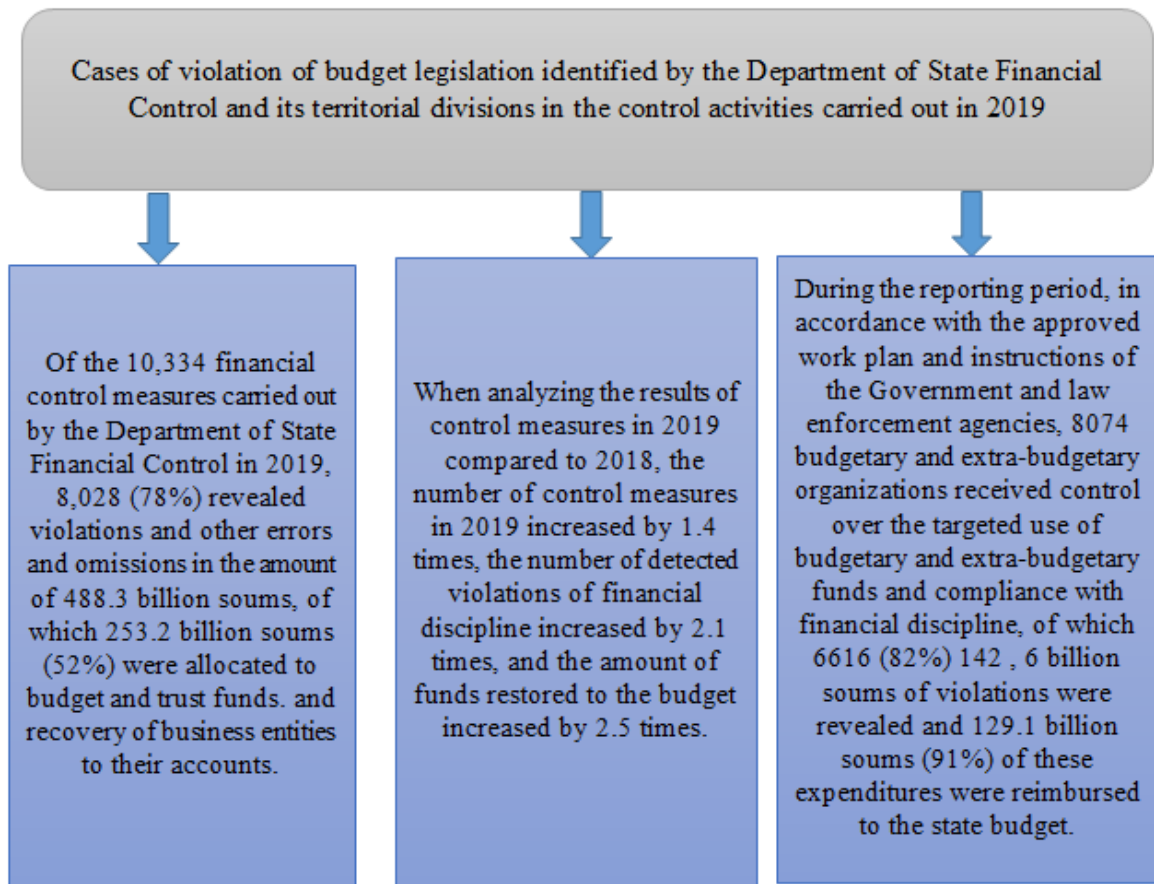 Cases of violation of budget legislation identified by the Department of State Financial
Control and its territorial divisions in the control activities carried out in 2019
Of the 10,334 financial
control measures carried out
by the Department of State
Financial Control in 2019,
8,028 (78%) revealed
violations and other errors
and omissions in the amount
of 488.3 billion soums, of
which 253.2 billion soums
(52%) were allocated to
budget and trust funds. and
recovery of business entities
to their accounts.
When analyzing the results of
control measures in 2019
compared to 2018, the
number of control measures
in 2019 increased by 1.4
times, the number of detected
violations of financial
discipline increased by 2.1
times, and the amount of
funds restored to the budget
increased by 2.5 times.
During the reporting period, in
accordance with the approved
work plan and instructions of
the Government and law
enforcement agencies, 8074
budgetary and extra-budgetary
organizations received control
over the targeted use of
budgetary and extra-budgetary
funds and compliance with
financial discipline, of which
6616 (82%) 142 , 6 billion
soums of violations were
revealed and 129.1 billion
soums (91%) of these
expenditures were reimbursed
to the state budget.